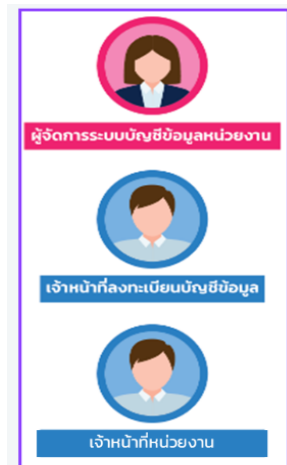 ผู้จัดการระบบบัญชีข้อมูลหน่วยงาน
เจ้าหน้าที่ลงทะเบียนบัญชีข้อมูล
เจ้าหน้าที่หน่วยงาน